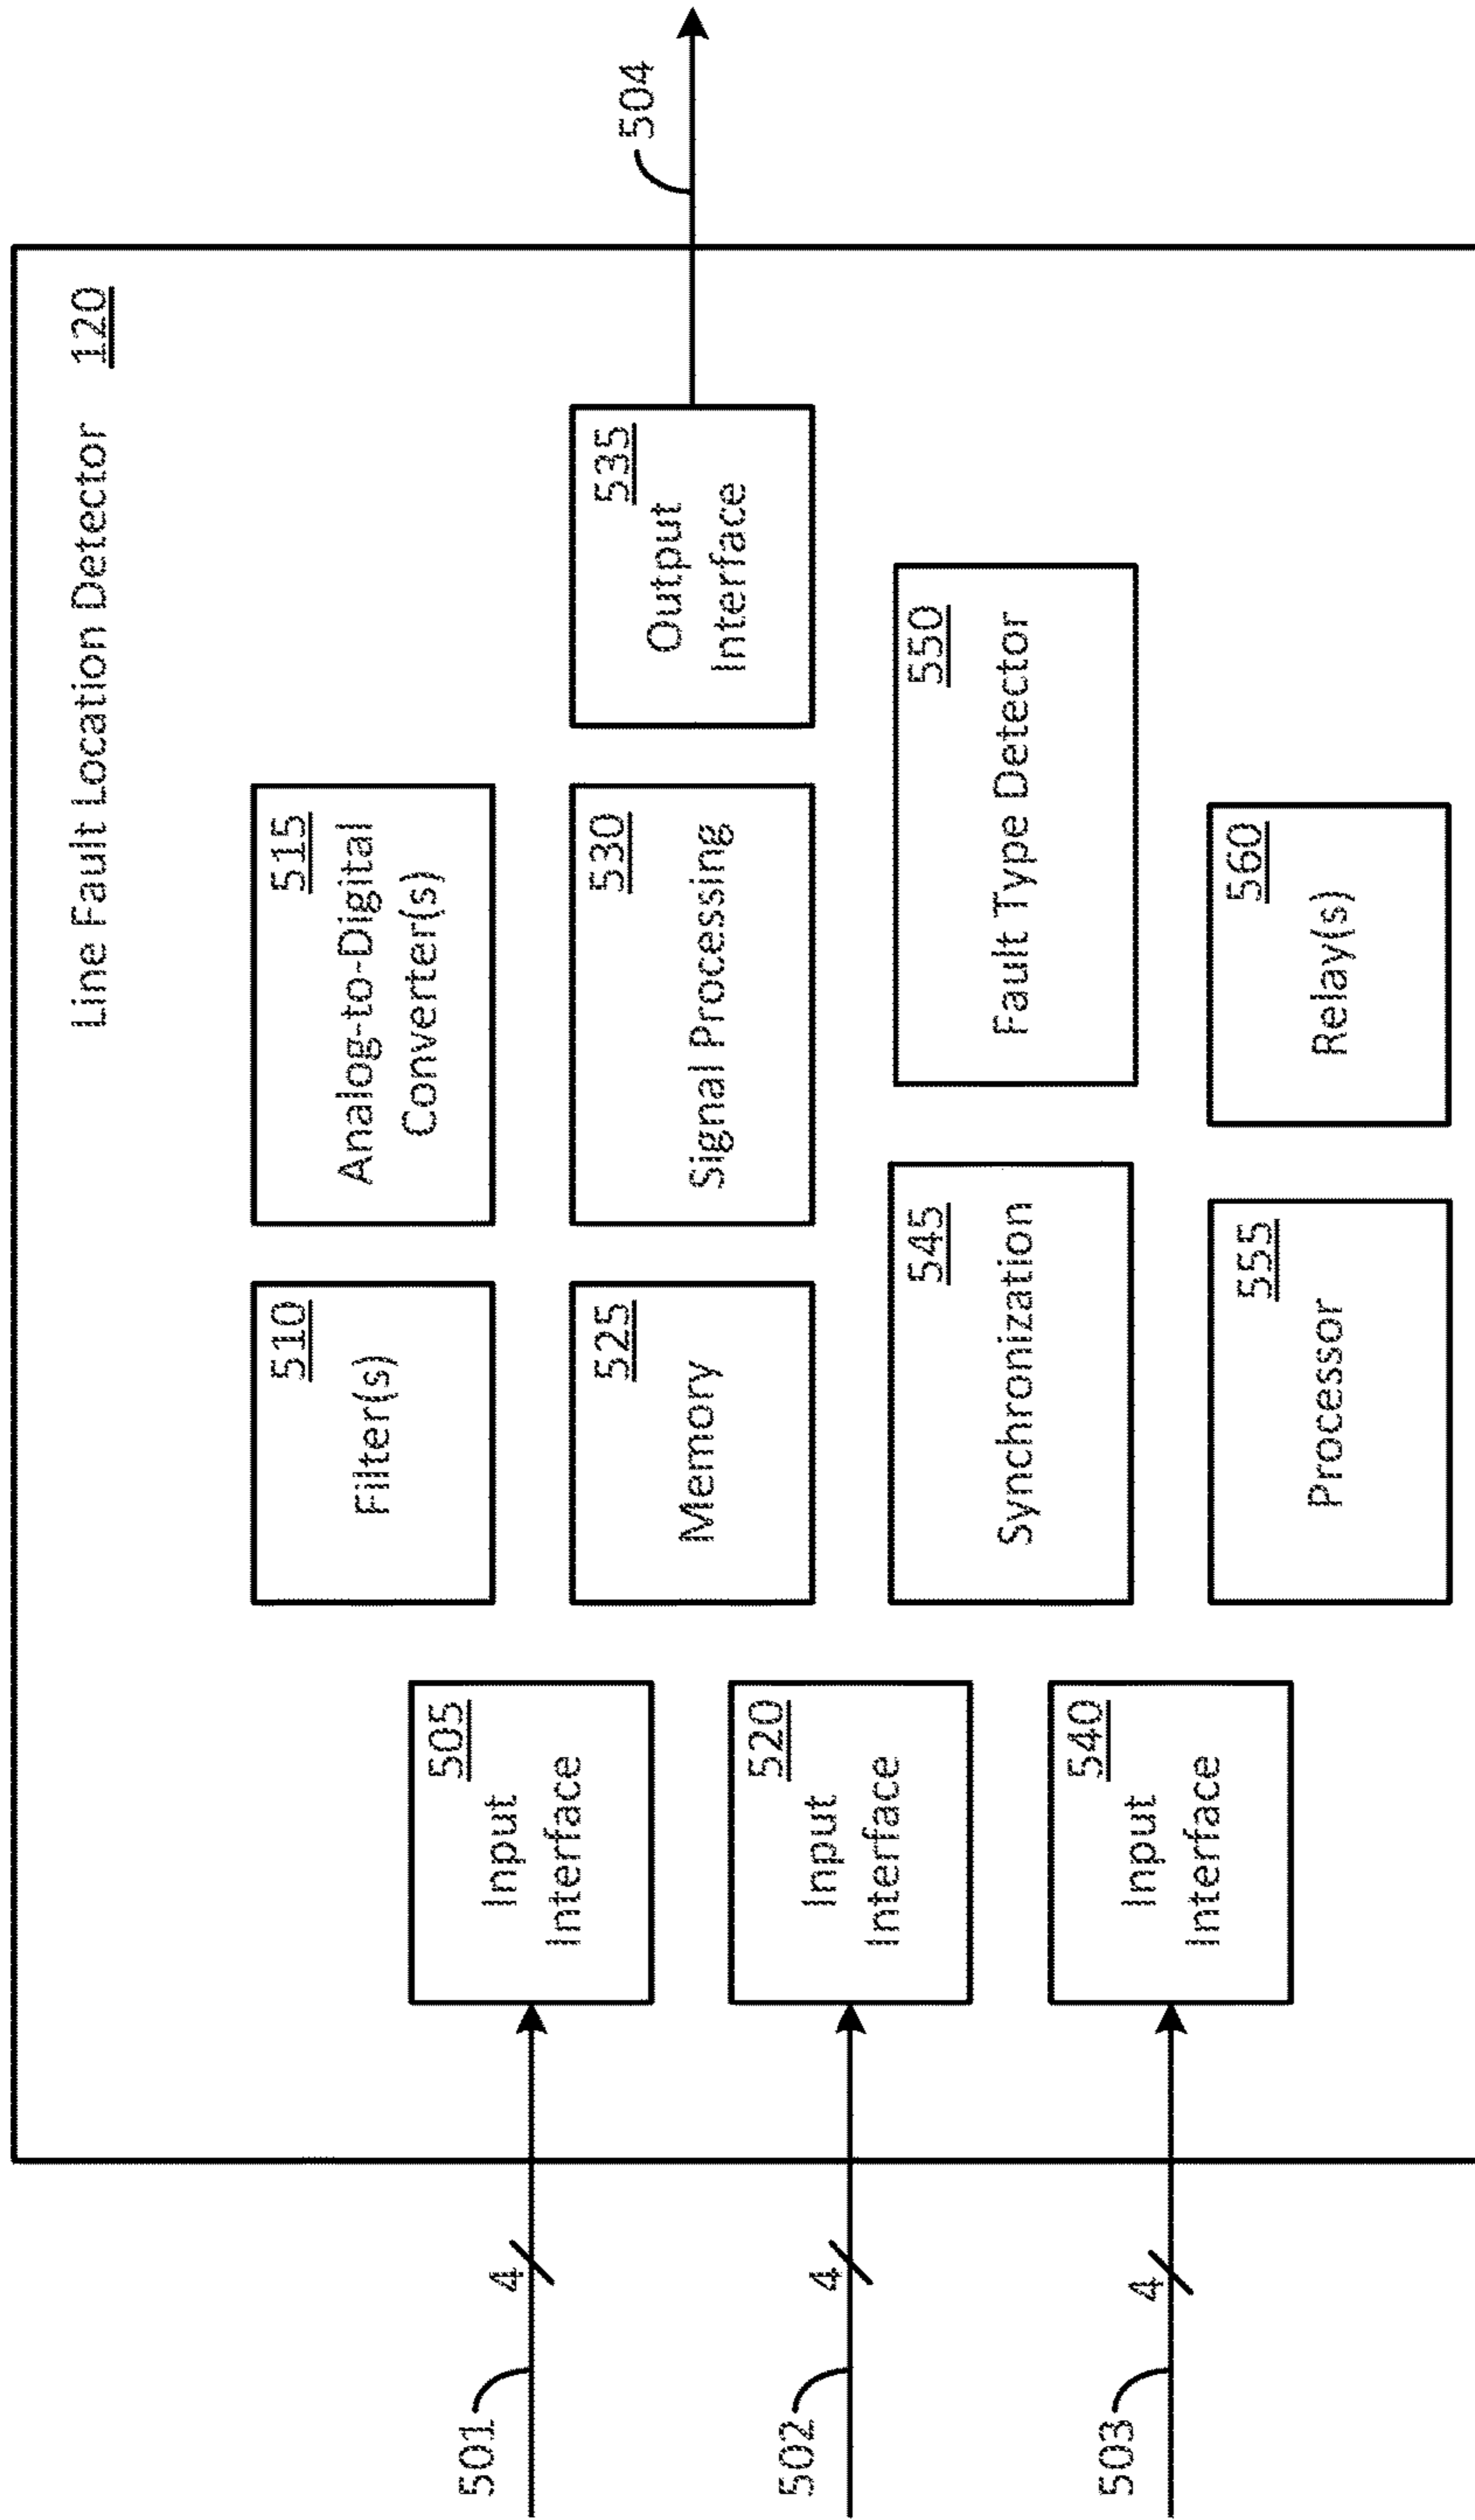 Line Fault Location Detector 120
501
4
505
Input
Interface
502
4
520
Input
Interface
503
4
540
Input
Interface
510
Filter(s)
515
Analog-to-Digital
Converter(s)
525
Memory
530
Signal Processing
535
Output
Interface
504
545
Synchronization
550
Fault Type Detector
555
Processor
560
Relay(s)